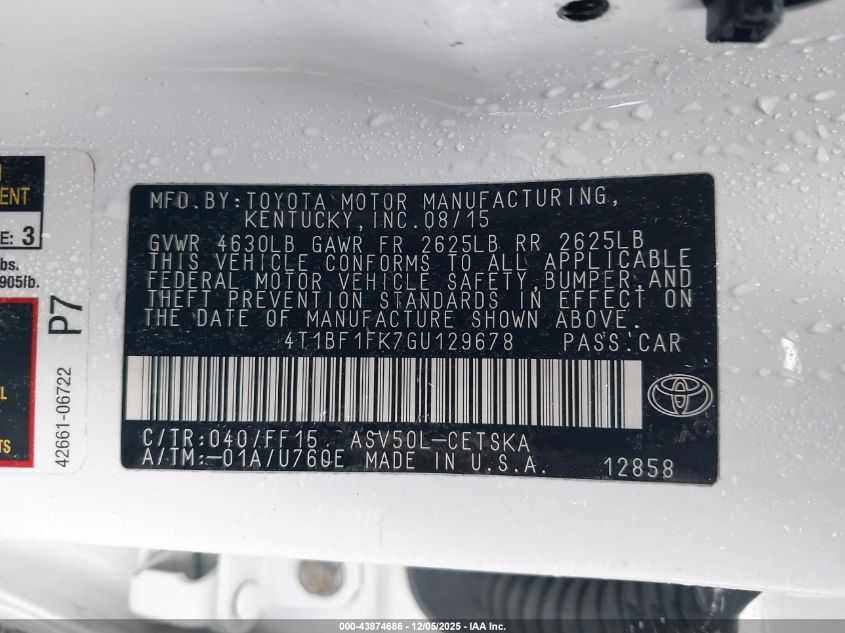 ENT
E: 3
bs.
905lb.
P7
42661-06722
L
TS
MFD.BY:TOYOTA MOTOR MANUFACTURING,
KENTUCKY,INC.08/15
GVWR 4630LB GAWR FR 2625LB RR 2625LB
THIS VEHICLE CONFORMS TO ALL APPLICABLE
FEDERAL MOTOR VEHICLE SAFETY,BUMPER,AND
THEFT PREVENTION STANDARDS IN EFFECT ON
THE DATE OF MANUFACTURE SHOWN ABOVE.
4T1BF1FK7GU129678 PASS.CAR
C/TR:040/FF15 ASV50L-CETSKA
A/TM:-01A/U760E MADE IN U.S.A. 12858
000-43874686 - 12/05/2025 - IAA Inc.